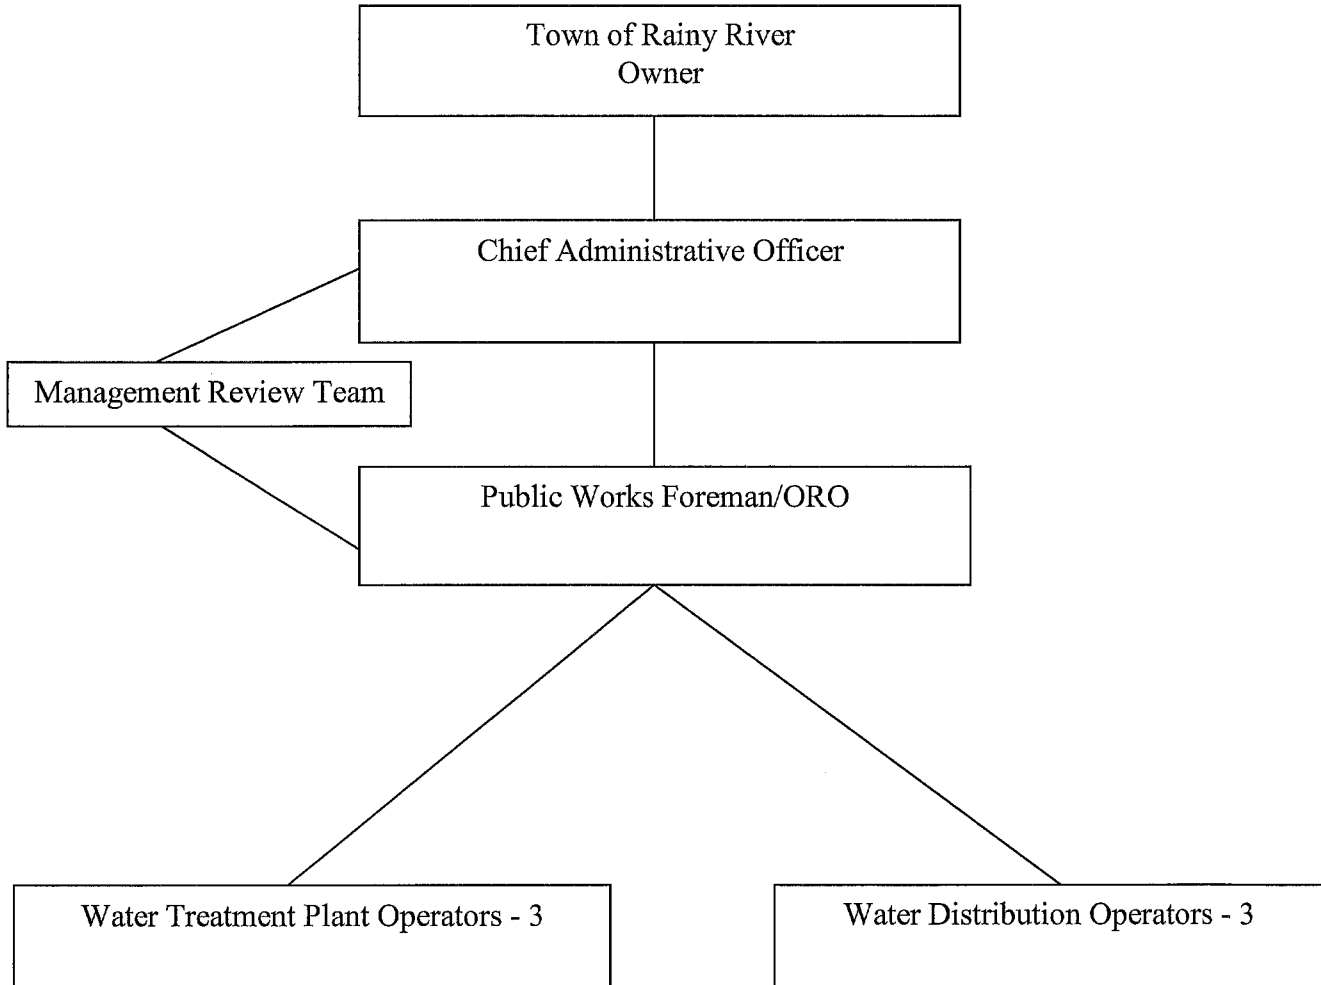 Town of Rainy River
Owner
Chief Administrative Officer
Management Review Team
Public Works Foreman/ORO
Water Treatment Plant Operators - 3
Water Distribution Operators - 3